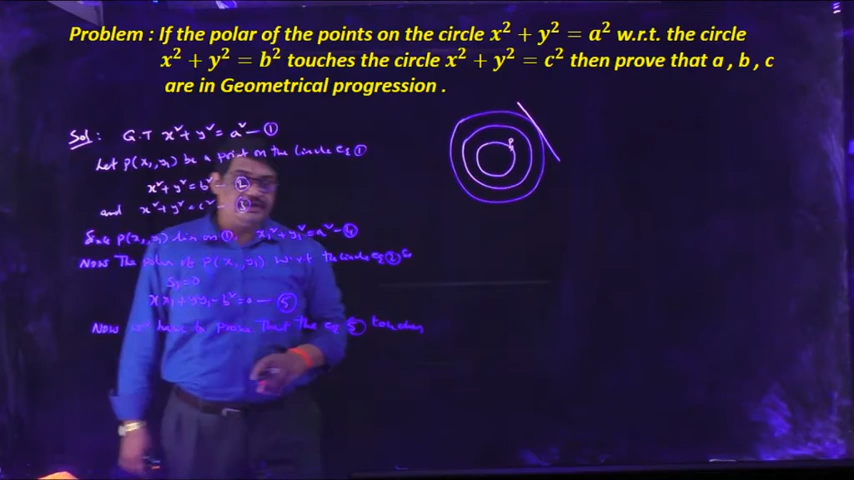 Problem : If the polar of the points on the circle x² + y² = a² w.r.t. the circle
x² + y² = b² touches the circle x² + y² = c² then prove that a , b , c
are in Geometrical progression .
Sol : G.T x² + y² = a² — ①
Let P(x₁, y₁) be a point on the Circle eq ①
P
x² + y² = b² — ②
and x² + y² = c² — ③
Since P(x₁, y₁) lies on ①, x₁² + y₁² = a² — ④
Now The polar of P(x₁, y₁) w.r.t the Circle eq ② is
S₁ = 0
xx₁ + yy₁ - b² = 0 — ⑤
Now we have to prove That the eq ⑤ touches